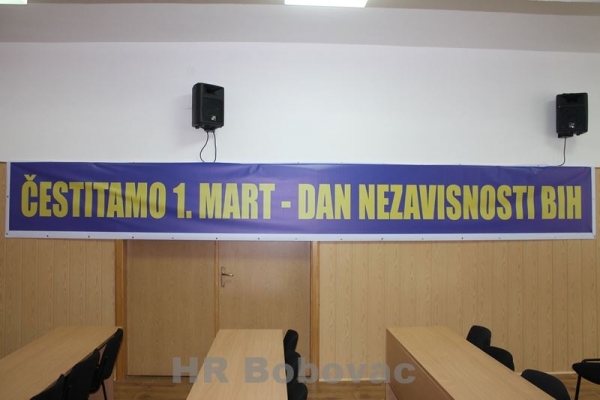 ČESTITAMO 1. MART - DAN NEZAVISNOSTI BIH
HR Bobovac